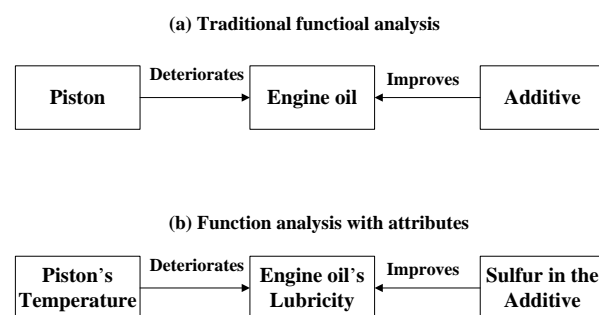 (a) Traditional functioal analysis
Deteriorates
Improves
Piston
Engine oil
Additive
(b) Function analysis with attributes
Deteriorates
Improves
Piston's
Temperature
Engine oil's
Lubricity
Sulfur in the
Additive